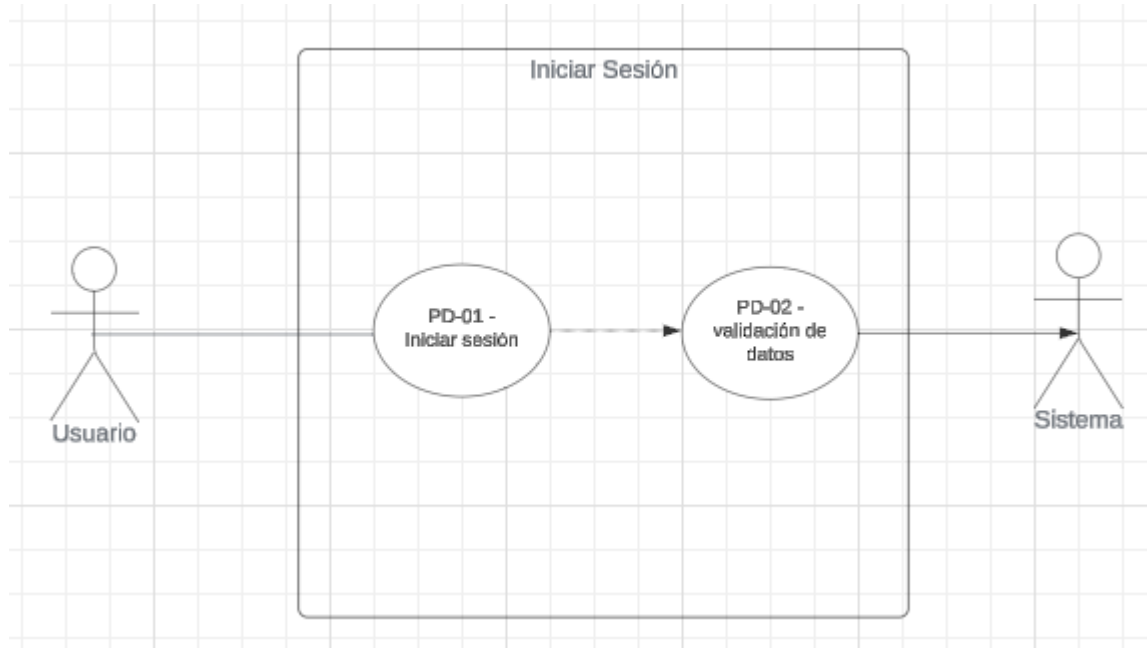 Iniciar Sesión
PD-01 -
Iniciar sesión
PD-02 -
validación de
datos
Usuario
Sistema